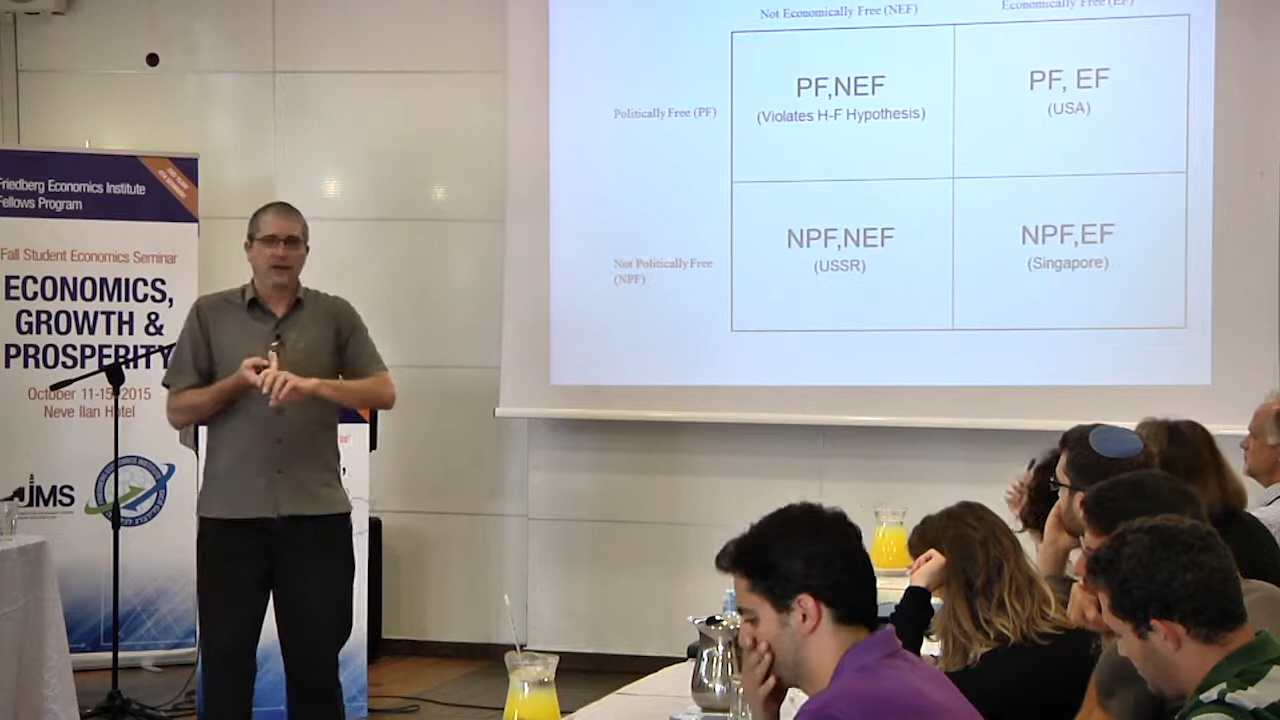 Friedberg Economics Institute
Fellows Program
Fall Student Economics Seminar
ECONOMICS,
GROWTH &
PROSPERITY
October 11-15, 2015
Neve Ilan Hotel
JIMS
Not Economically Free (NEF)
Economically Free (EF)
Politically Free (PF)
PF,NEF
(Violates H-F Hypothesis)
PF, EF
(USA)
Not Politically Free
(NPF)
NPF,NEF
(USSR)
NPF,EF
(Singapore)